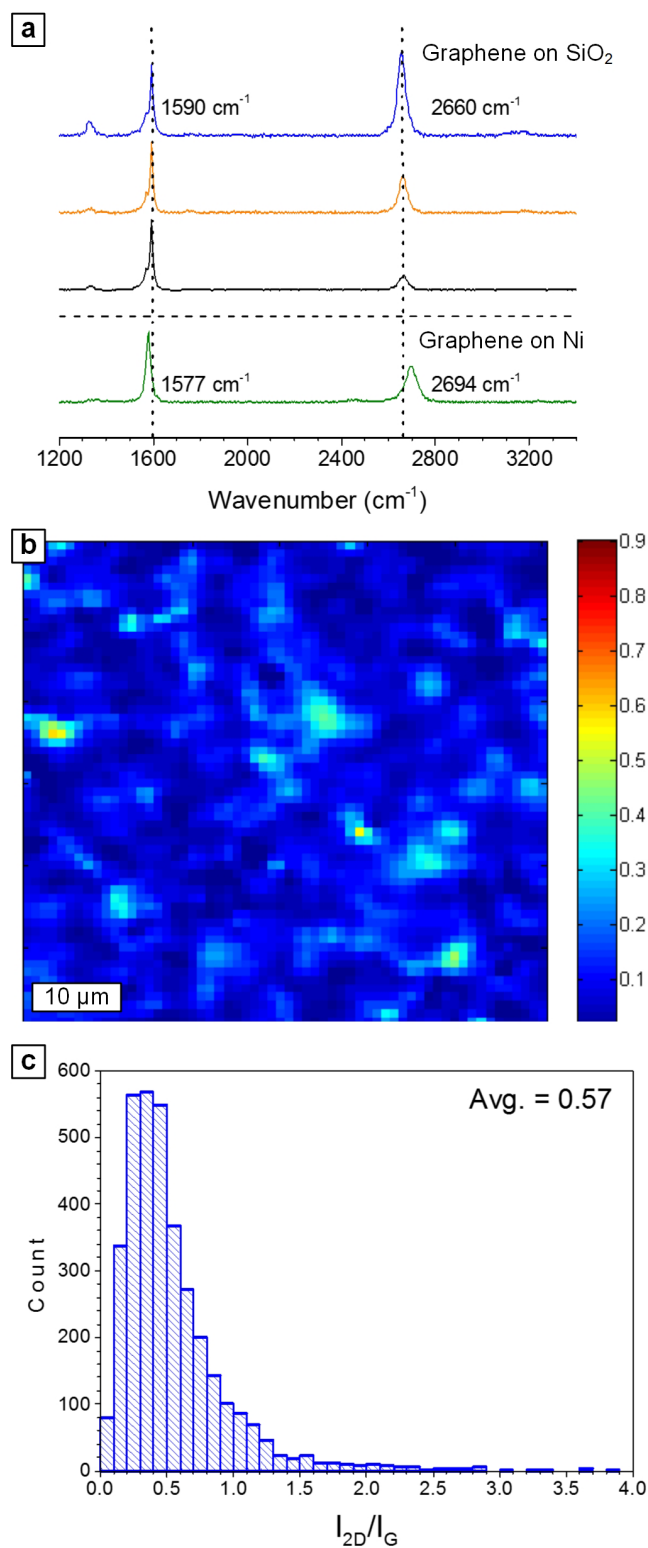 a
Graphene on SiO₂
1590 cm⁻¹
2660 cm⁻¹
Graphene on Ni
1577 cm⁻¹
2694 cm⁻¹
1200 1600 2000 2400 2800 3200
Wavenumber (cm⁻¹)
b
0.9
0.8
0.7
0.6
0.5
0.4
0.3
0.2
0.1
10 µm
c
Avg. = 0.57
600
500
400
300
200
100
0
Count
0.0 0.5 1.0 1.5 2.0 2.5 3.0 3.5 4.0
I₂D/IG